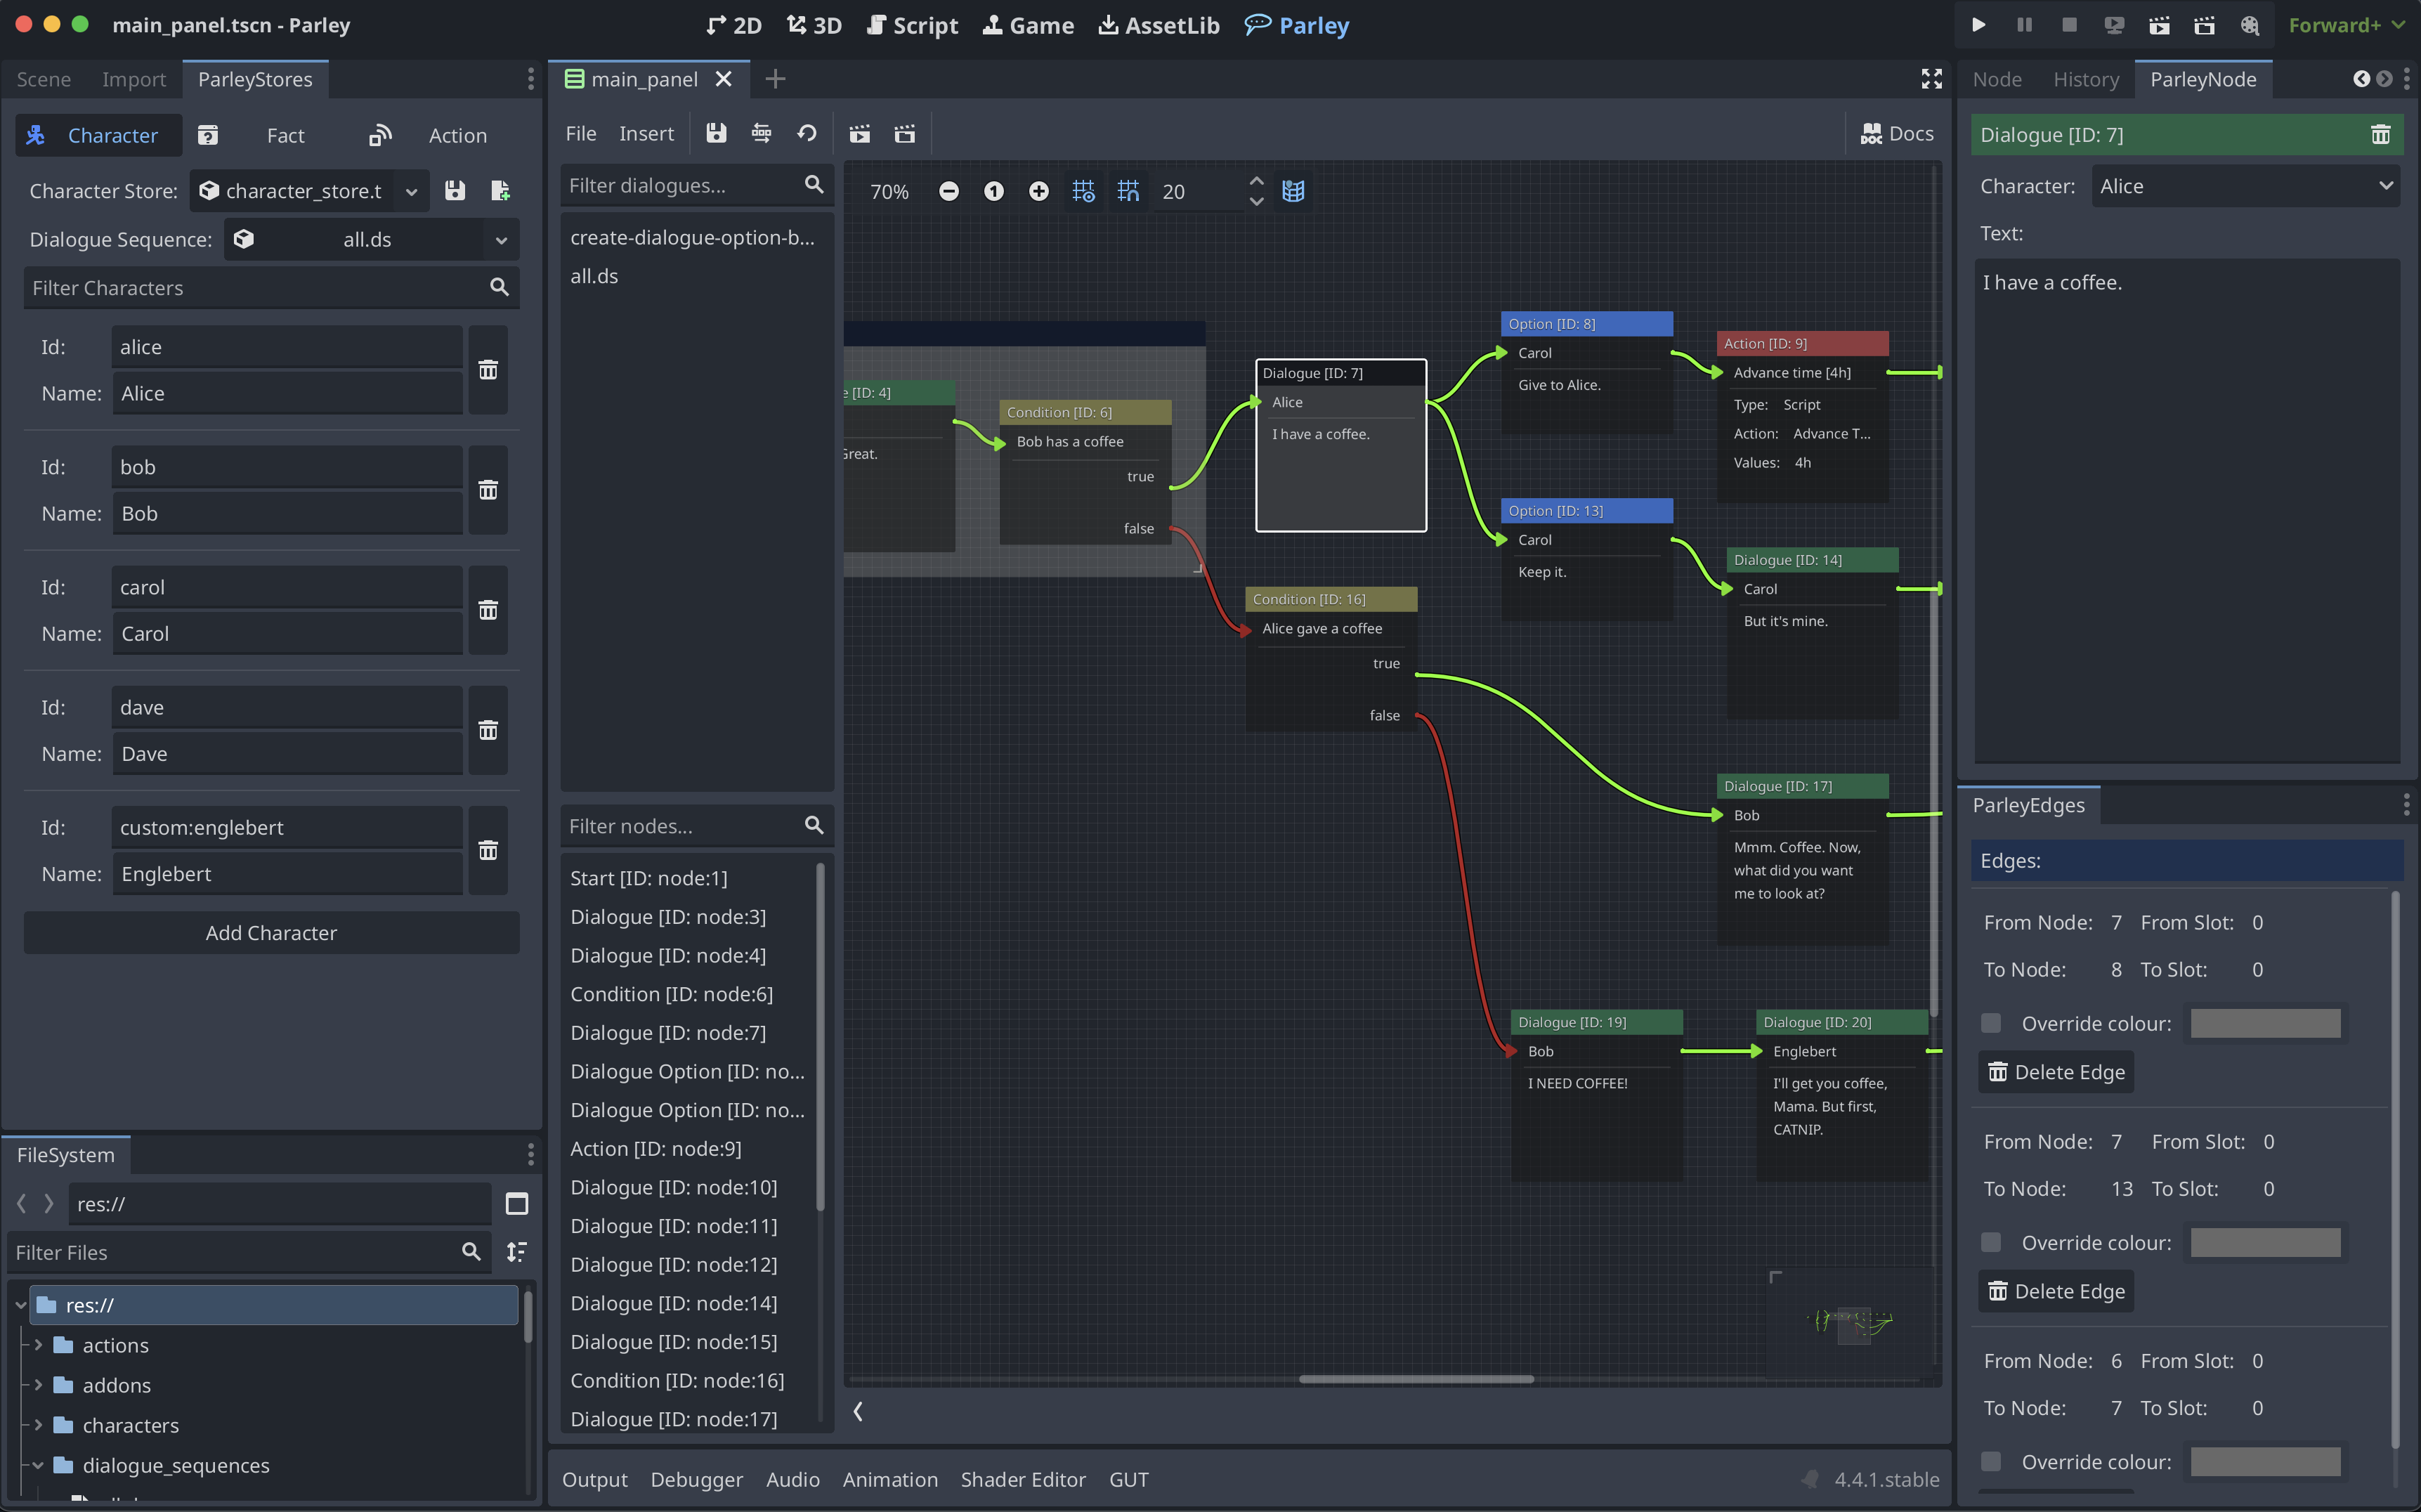 main_panel.tscn - Parley
2D 3D Script Game AssetLib Parley
Forward+
Scene Import ParleyStores
Character Fact Action
Character Store: character_store.t
Dialogue Sequence: all.ds
Filter Characters
Id: alice
Name: Alice
Id: bob
Name: Bob
Id: carol
Name: Carol
Id: dave
Name: Dave
Id: custom:englebert
Name: Englebert
Add Character
FileSystem
res://
Filter Files
res://
actions
addons
characters
dialogue_sequences
main_panel
File Insert
DOC Docs
Filter dialogues...
create-dialogue-option-b...
all.ds
Filter nodes...
Start [ID: node:1]
Dialogue [ID: node:3]
Dialogue [ID: node:4]
Condition [ID: node:6]
Dialogue [ID: node:7]
Dialogue Option [ID: no...
Dialogue Option [ID: no...
Action [ID: node:9]
Dialogue [ID: node:10]
Dialogue [ID: node:11]
Dialogue [ID: node:12]
Dialogue [ID: node:14]
Dialogue [ID: node:15]
Condition [ID: node:16]
Dialogue [ID: node:17]
70% 1 20
e [ID: 4]
Great.
Condition [ID: 6]
Bob has a coffee
true
false
Dialogue [ID: 7]
Alice
I have a coffee.
Option [ID: 8]
Carol
Give to Alice.
Action [ID: 9]
Advance time [4h]
Type: Script
Action: Advance T...
Values: 4h
Option [ID: 13]
Carol
Keep it.
Dialogue [ID: 14]
Carol
But it's mine.
Condition [ID: 16]
Alice gave a coffee
true
false
Dialogue [ID: 17]
Bob
Mmm. Coffee. Now,
what did you want
me to look at?
Dialogue [ID: 19]
Bob
I NEED COFFEE!
Dialogue [ID: 20]
Englebert
I'll get you coffee,
Mama. But first,
CATNIP.
Output Debugger Audio Animation Shader Editor GUT
4.4.1.stable
Node History ParleyNode
Dialogue [ID: 7]
Character: Alice
Text:
I have a coffee.
ParleyEdges
Edges:
From Node: 7 From Slot: 0
To Node: 8 To Slot: 0
Override colour:
Delete Edge
From Node: 7 From Slot: 0
To Node: 13 To Slot: 0
Override colour:
Delete Edge
From Node: 6 From Slot: 0
To Node: 7 To Slot: 0
Override colour: